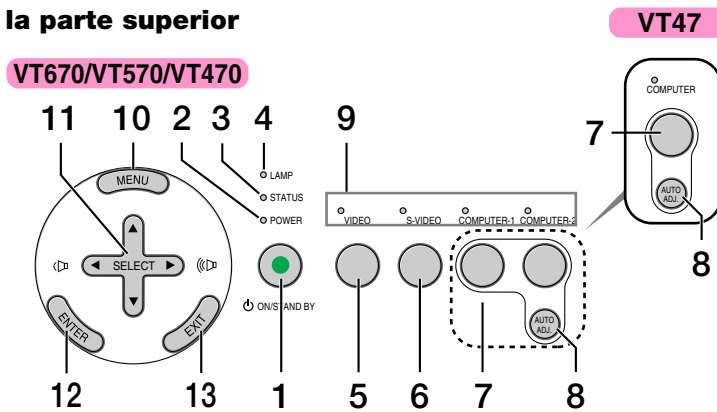 la parte superior
VT47
VT670/VT570/VT470
11 10 2 3 4 9
COMPUTER
7
LAMP
MENU
STATUS
POWER
VIDEO S-VIDEO COMPUTER-1 COMPUTER-2
AUTO
ADJ.
SELECT
8
ON/STAND BY
ENTER
EXIT
AUTO
ADJ.
12 13 1 5 6 7 8